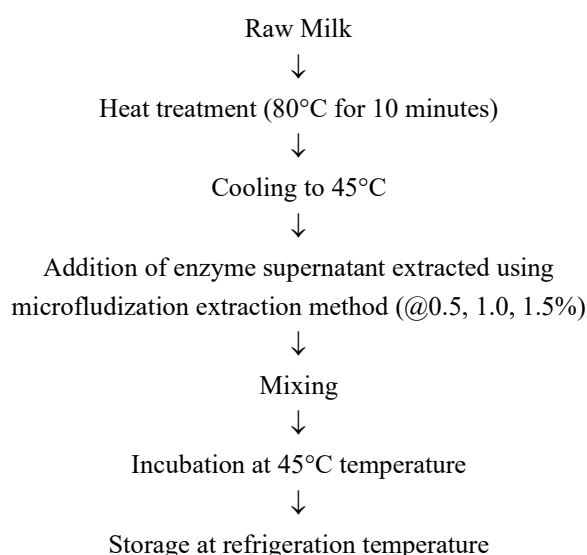 Raw Milk
↓
Heat treatment (80°C for 10 minutes)
↓
Cooling to 45°C
↓
Addition of enzyme supernatant extracted using
microfludization extraction method (@0.5, 1.0, 1.5%)
↓
Mixing
↓
Incubation at 45°C temperature
↓
Storage at refrigeration temperature